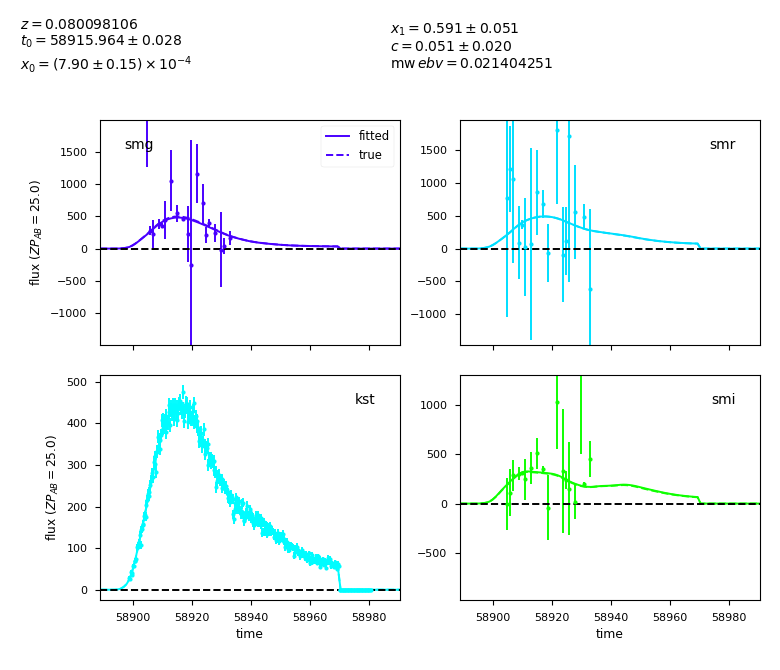 z = 0.080098106
t₀ = 58915.964 ± 0.028
x₀ = (7.90 ± 0.15) × 10⁻⁴
x₁ = 0.591 ± 0.051
c = 0.051 ± 0.020
mw ebv = 0.021404251
smg
fitted
true
1500
1000
500
0
−500
−1000
flux (ZP_AB = 25.0)
smr
1500
1000
500
0
−500
−1000
kst
500
400
300
200
100
0
flux (ZP_AB = 25.0)
58900 58920 58940 58960 58980
time
smi
1000
500
0
−500
58900 58920 58940 58960 58980
time